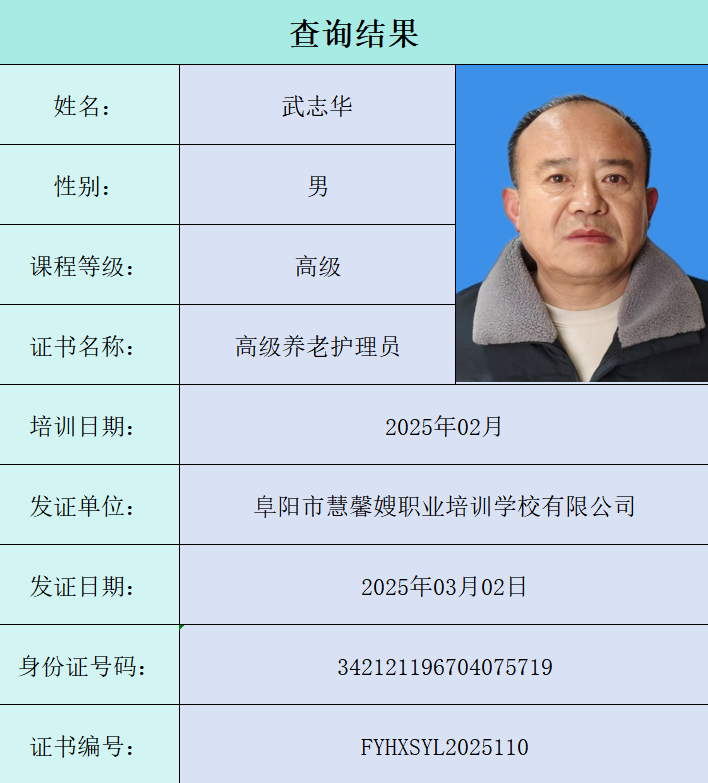 查询结果
姓名： 武志华
性别： 男
课程等级： 高级
证书名称： 高级养老护理员
培训日期： 2025年02月
发证单位： 阜阳市慧馨嫂职业培训学校有限公司
发证日期： 2025年03月02日
身份证号码： 342121196704075719
证书编号： FYHXSYL2025110